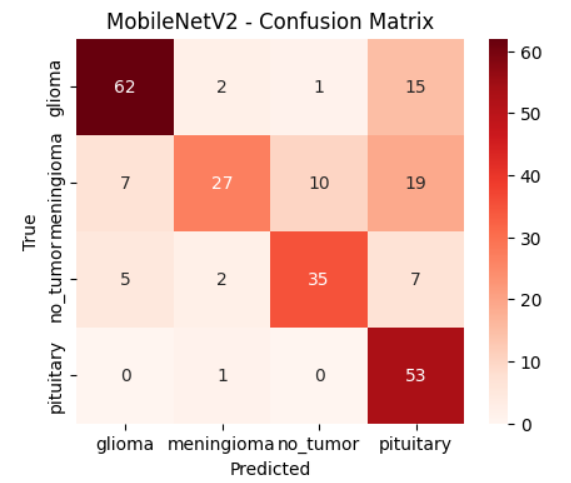 MobileNetV2 - Confusion Matrix
True
glioma
62 2 1 15
meningioma
7 27 10 19
no_tumor
5 2 35 7
pituitary
0 1 0 53
glioma meningioma no_tumor pituitary
Predicted
60
50
40
30
20
10
0